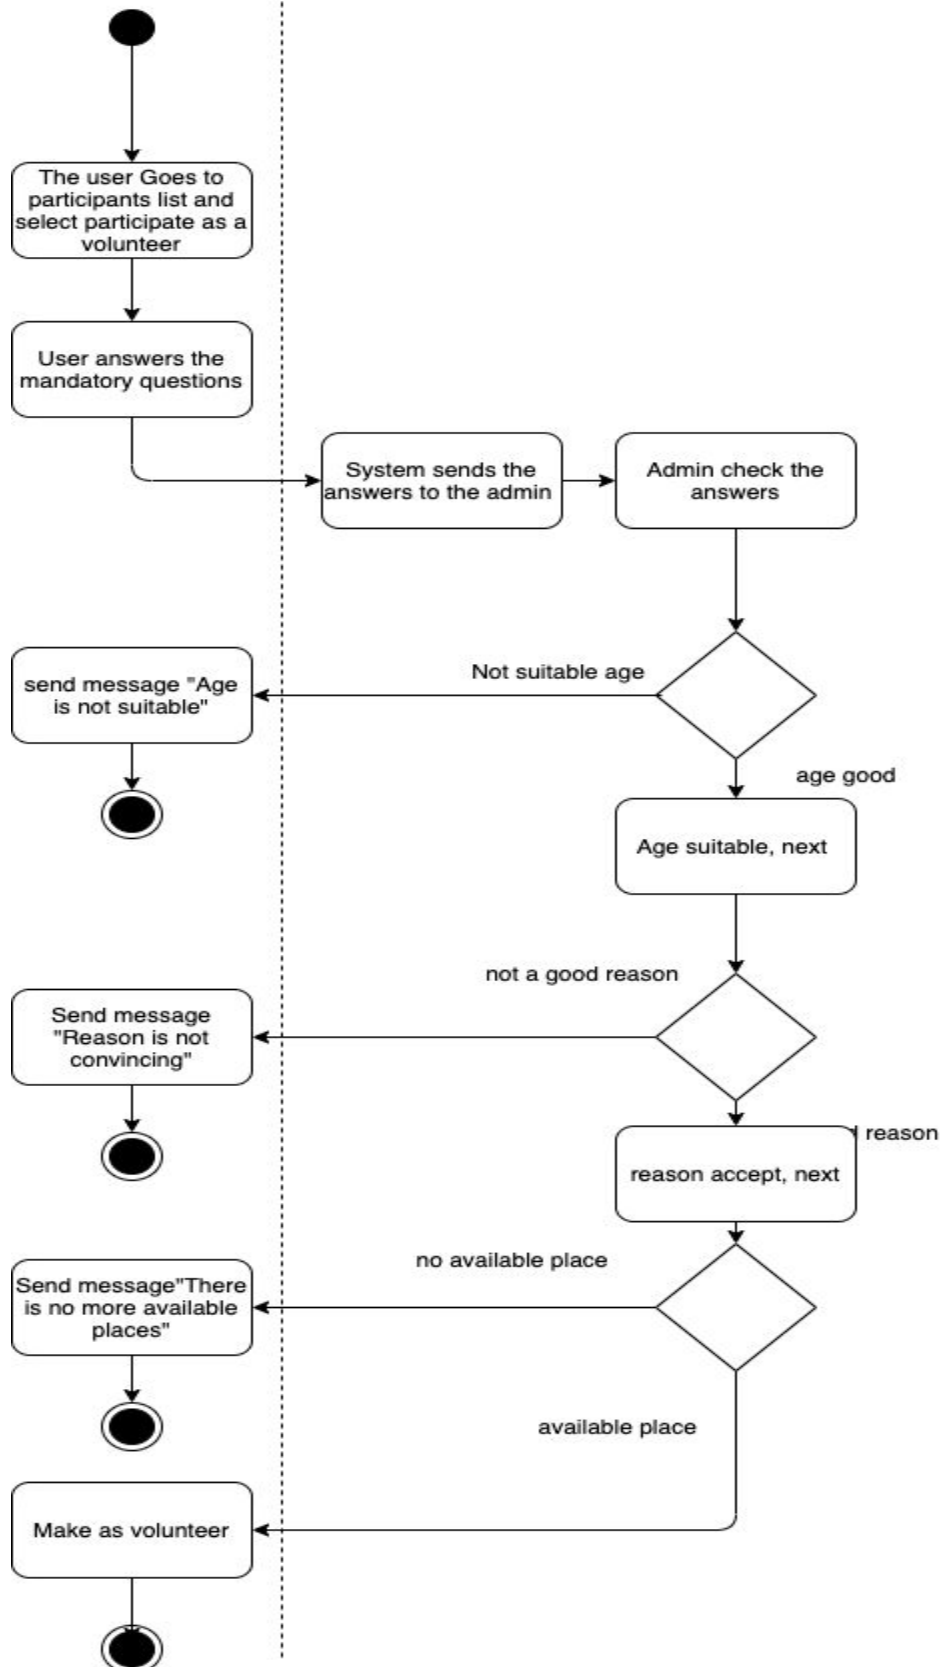 The user Goes to
participants list and
select participate as a
volunteer
User answers the
mandatory questions
System sends the
answers to the admin
Admin check the
answers
Not suitable age
send message "Age
is not suitable"
age good
Age suitable, next
not a good reason
Send message
"Reason is not
convincing"
reason
reason accept, next
no available place
Send message"There
is no more available
places"
available place
Make as volunteer